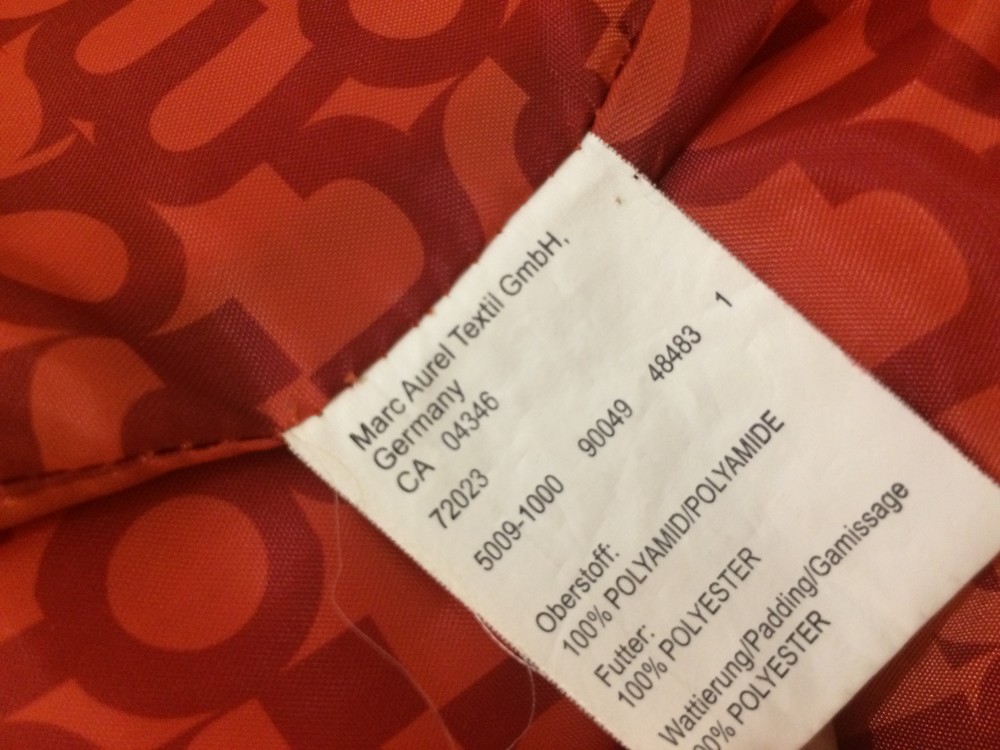 Marc Aurel Textil GmbH,
Germany
CA 04346
72023
5009-1000 90049 48483 1
Oberstoff:
100% POLYAMID/POLYAMIDE
Futter:
100% POLYESTER
Wattierung/Padding/Garnissage
00% POLYESTER